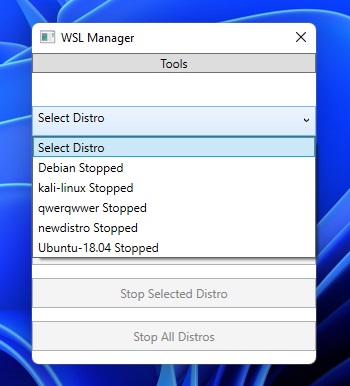 WSL Manager
Tools
Select Distro
Select Distro
Debian Stopped
kali-linux Stopped
qwerqwwer Stopped
newdistro Stopped
Ubuntu-18.04 Stopped
Stop Selected Distro
Stop All Distros